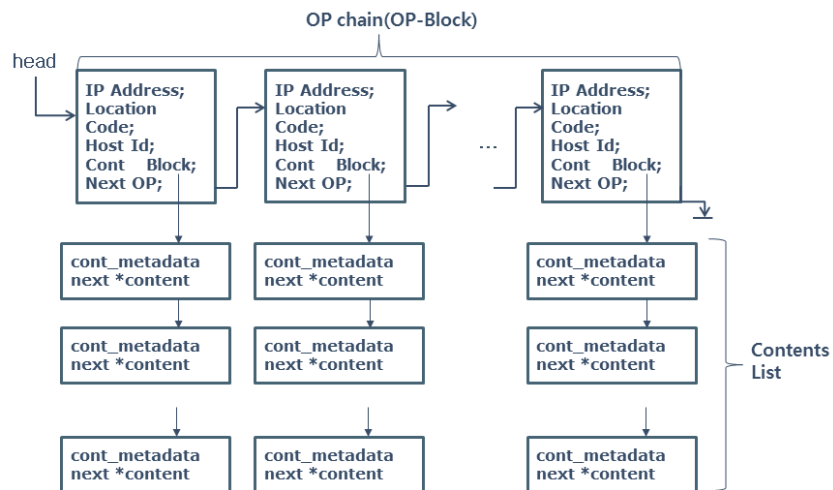 OP chain(OP-Block)
head
IP Address;
Location
Code;
Host Id;
Cont Block;
Next OP;
IP Address;
Location
Code;
Host Id;
Cont Block;
Next OP;
...
IP Address;
Location
Code;
Host Id;
Cont Block;
Next OP;
cont_metadata
next *content
cont_metadata
next *content
cont_metadata
next *content
cont_metadata
next *content
cont_metadata
next *content
cont_metadata
next *content
Contents
List
cont_metadata
next *content
cont_metadata
next *content
cont_metadata
next *content